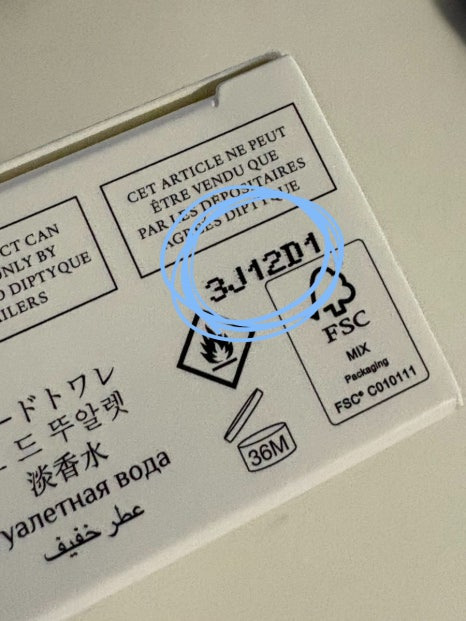 CET ARTICLE NE PEUT
ÊTRE VENDU QUE
PAR LES DÉPOSITAIRES
AGRÉÉS DIPTYQUE
CT CAN
ONLY BY
DIPTYQUE
ILERS
3J12D1
FSC
MIX
Packaging
FSC® C010111
36M
ードトワレ
드 뚜알렛
淡香水
уалетная вода
عطر خفيف